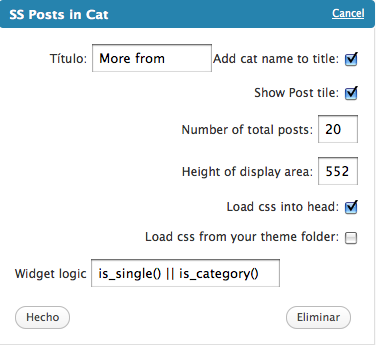 SS Posts in Cat Cancel
Título: More from Add cat name to title:
Show Post tile:
Number of total posts: 20
Height of display area: 552
Load css into head:
Load css from your theme folder:
Widget logic is_single() || is_category()
Hecho Eliminar